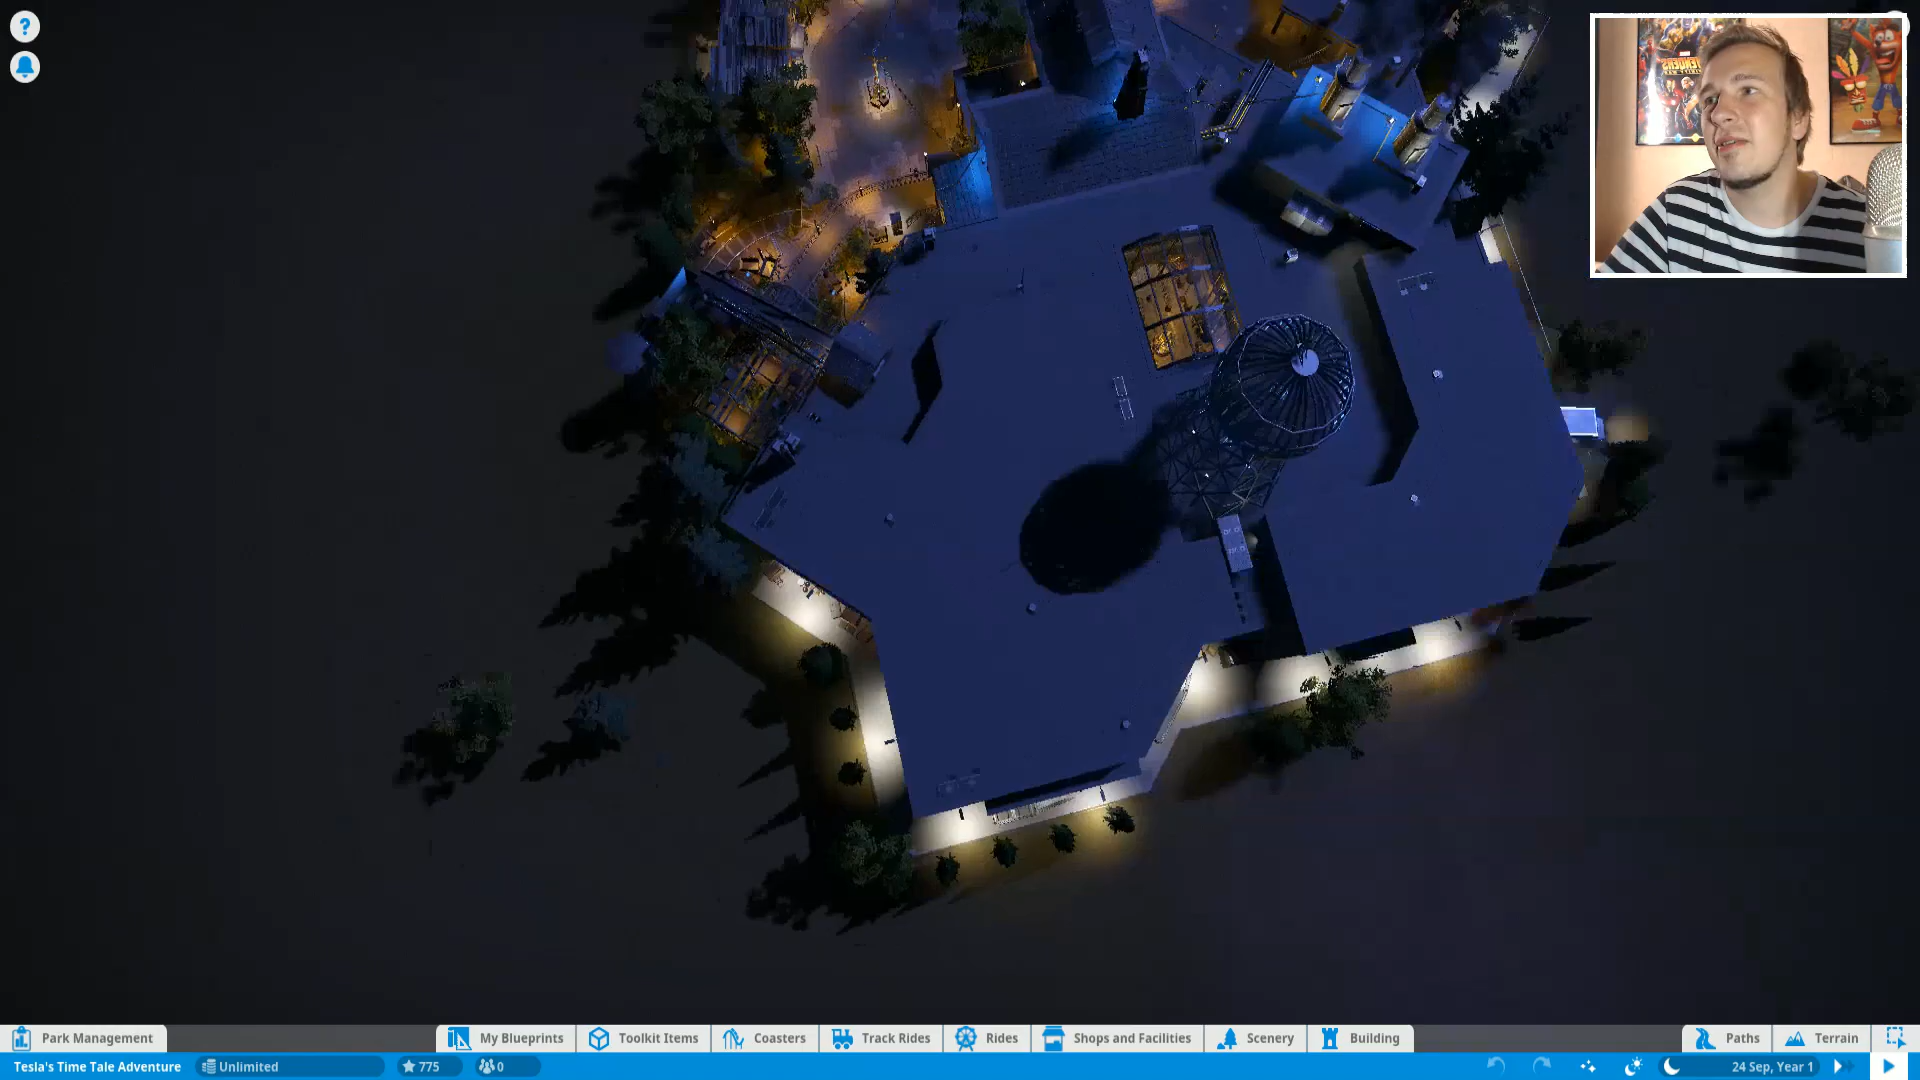 ?
Park Management
My Blueprints
Toolkit Items
Coasters
Track Rides
Rides
Shops and Facilities
Scenery
Building
Paths
Terrain
Tesla's Time Tale Adventure
Unlimited
775
0
24 Sep, Year 1